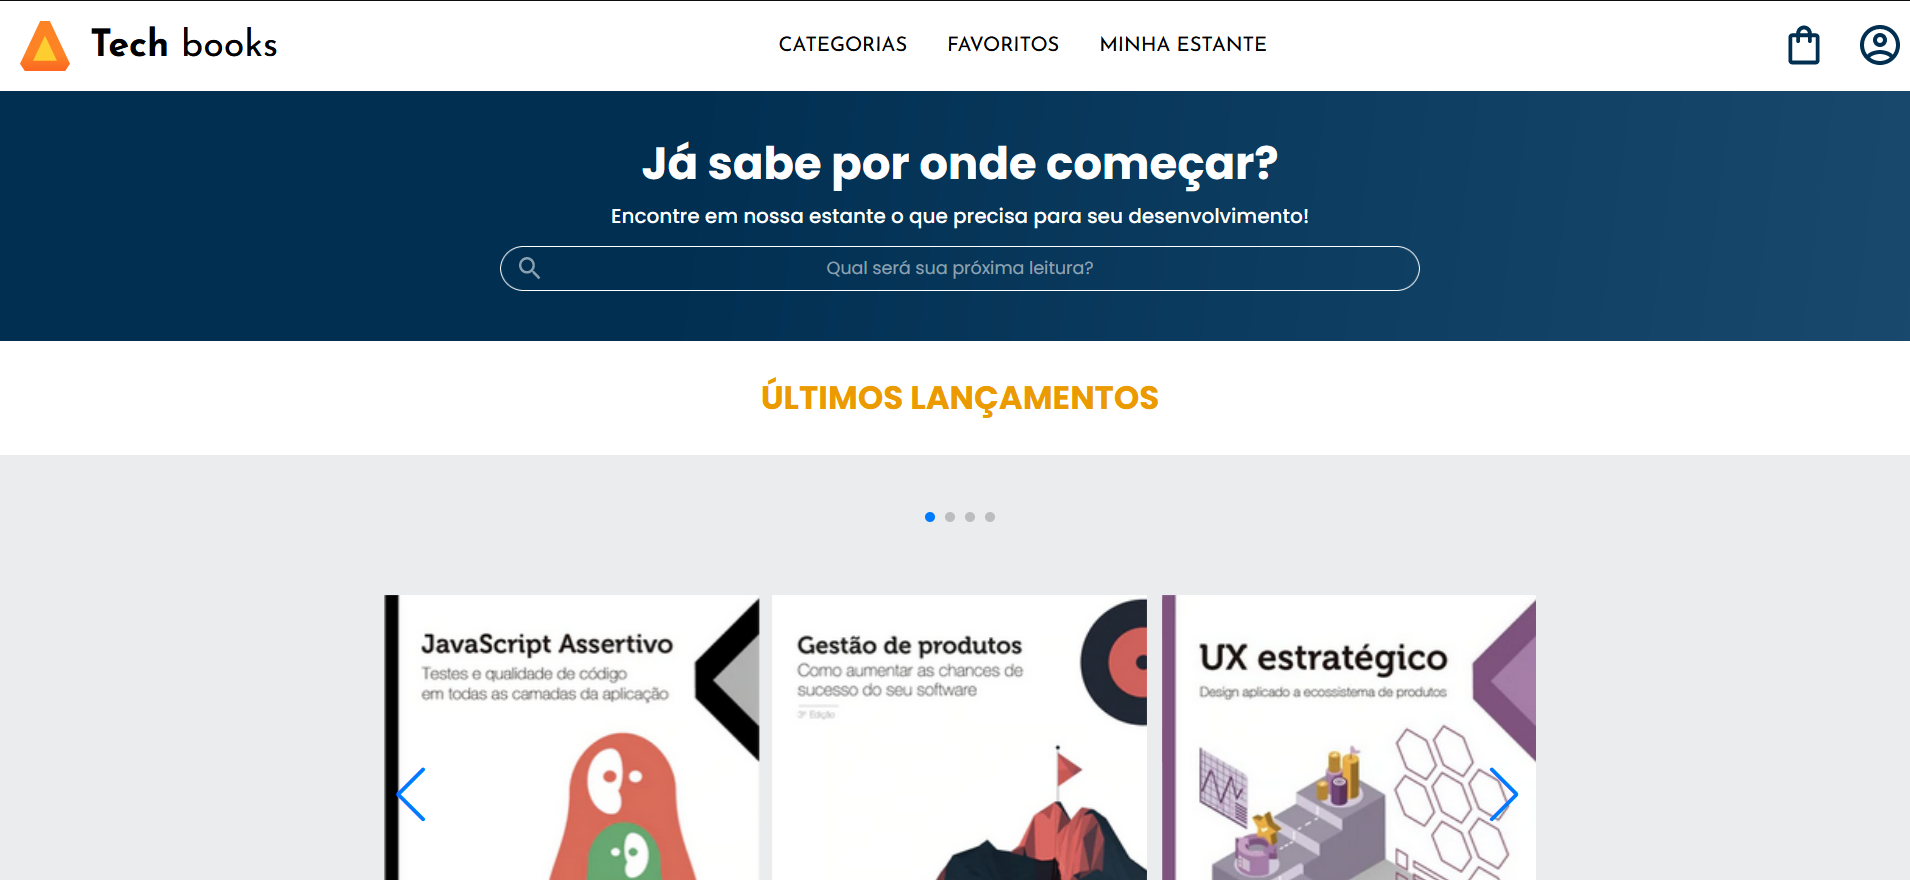 Tech books
CATEGORIAS
FAVORITOS
MINHA ESTANTE
Já sabe por onde começar?
Encontre em nossa estante o que precisa para seu desenvolvimento!
Qual será sua próxima leitura?
ÚLTIMOS LANÇAMENTOS
JavaScript Assertivo
Testes e qualidade de código
em todas as camadas da aplicação
Gestão de produtos
Como aumentar as chances de
sucesso do seu software
3ª Edição
UX estratégico
Design aplicado a ecossistema de produtos